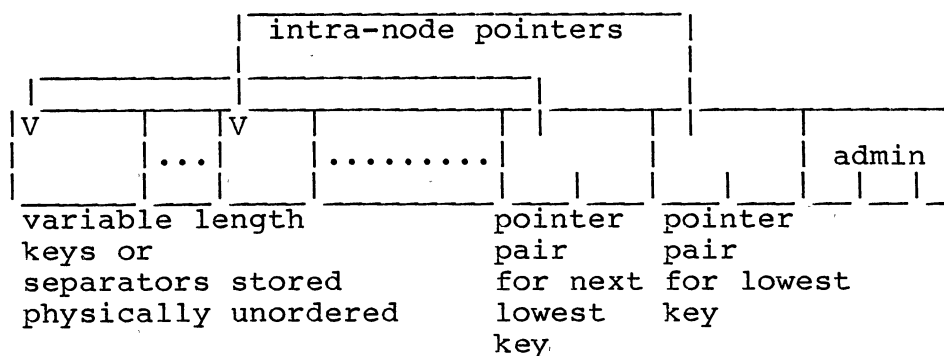 intra-node pointers
V V
... ......... admin
variable length pointer pointer
keys or pair pair
separators stored for next for lowest
physically unordered lowest key
key